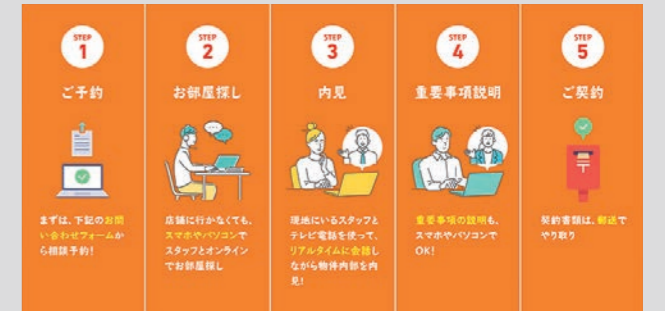 STEP
1
ご予約
まずは、下記のお問
い合わせフォームか
ら相談予約!
STEP
2
お部屋探し
店舗に行かなくても、
スマホやパソコンで
スタッフとオンライン
でお部屋探し
STEP
3
内見
現地にいるスタッフと
テレビ電話を使って、
リアルタイムに会話し
ながら物件内部を内
見!
STEP
4
重要事項説明
重要事項の説明も、
スマホやパソコンで
OK!
STEP
5
ご契約
契約書類は、郵送で
やり取り